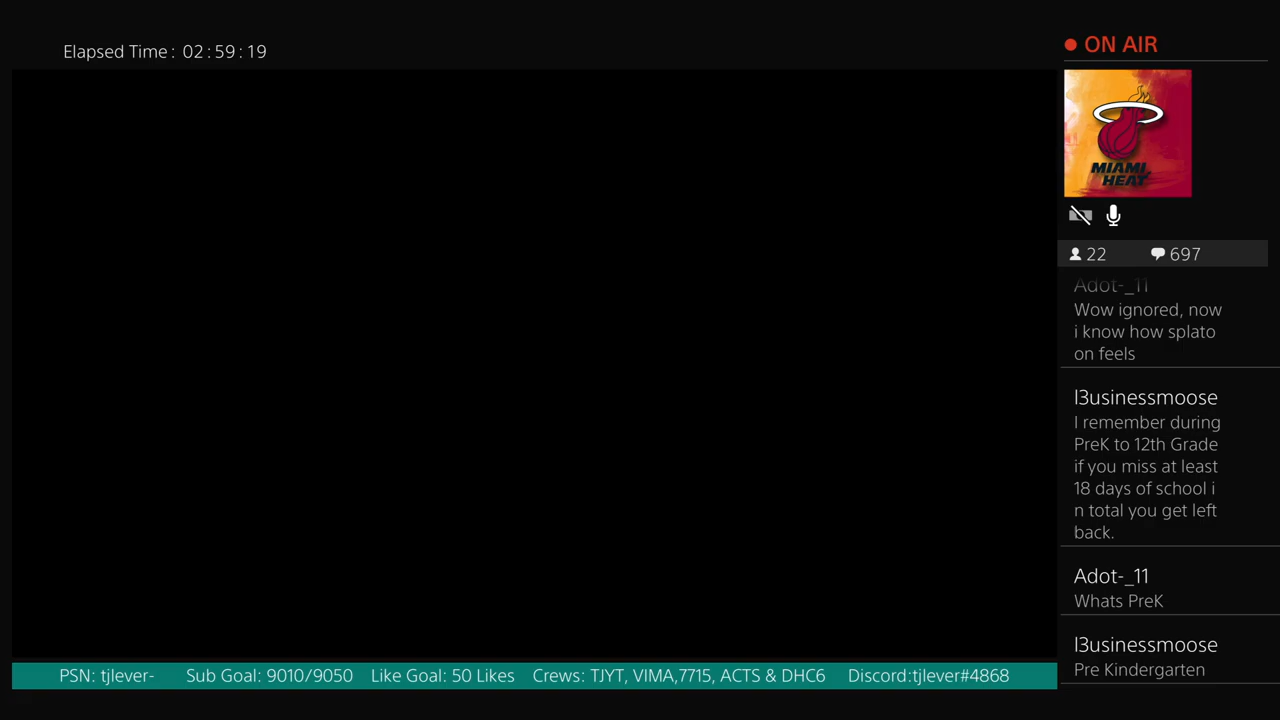 Elapsed Time: 02:59:19
ON AIR
MIAMI
HEAT
22 697
Adot-_11
Wow ignored, now
i know how splato
on feels
l3usinessmoose
I remember during
PreK to 12th Grade
if you miss at least
18 days of school i
n total you get left
back.
Adot-_11
Whats PreK
l3usinessmoose
Pre Kindergarten
PSN: tjlever- Sub Goal: 9010/9050 Like Goal: 50 Likes Crews: TJYT, VIMA,7715, ACTS & DHC6 Discord:tjlever#4868